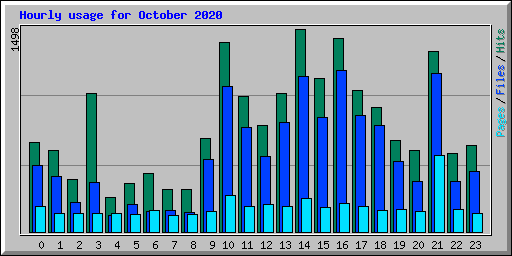 Hourly usage for October 2020
1498
Pages/Files/Hits
0 1 2 3 4 5 6 7 8 9 10 11 12 13 14 15 16 17 18 19 20 21 22 23